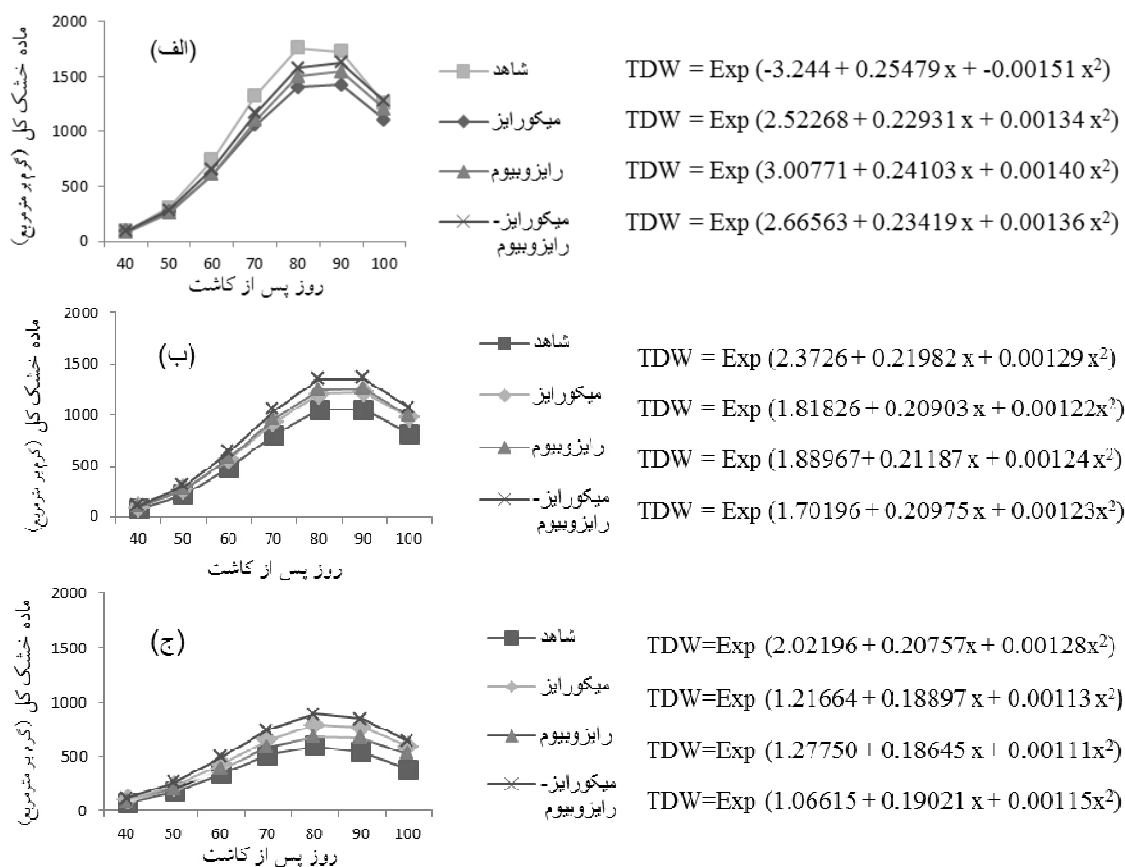 (الف)
ماده خشک کل (گرم بر مترمربع)
2000
1500
1000
500
0
40 50 60 70 80 90 100
روز پس از کاشت
شاهد
میکورایز
رایزوبیوم
میکورایز-
رایزوبیوم
TDW = Exp (-3.244 + 0.25479 x + -0.00151 x²)
TDW = Exp (2.52268 + 0.22931 x + 0.00134 x²)
TDW = Exp (3.00771 + 0.24103 x + 0.00140 x²)
TDW = Exp (2.66563 + 0.23419 x + 0.00136 x²)
(ب)
ماده خشک کل (گرم بر مترمربع)
2000
1500
1000
500
0
40 50 60 70 80 90 100
روز پس از کاشت
شاهد
میکورایز
رایزوبیوم
میکورایز-
رایزوبیوم
TDW = Exp (2.3726 + 0.21982 x + 0.00129 x²)
TDW = Exp (1.81826 + 0.20903 x + 0.00122x²)
TDW = Exp (1.88967 + 0.21187 x + 0.00124 x²)
TDW = Exp (1.70196 + 0.20975 x + 0.00123x²)
(ج)
ماده خشک کل (گرم بر مترمربع)
2000
1500
1000
500
0
40 50 60 70 80 90 100
روز پس از کاشت
شاهد
میکورایز
رایزوبیوم
میکورایز-
رایزوبیوم
TDW=Exp (2.02196 + 0.20757x + 0.00128x²)
TDW=Exp (1.21664 + 0.18897 x + 0.00113 x²)
TDW=Exp (1.27750 + 0.18645 x + 0.00111x²)
TDW=Exp (1.06615 + 0.19021 x + 0.00115x²)